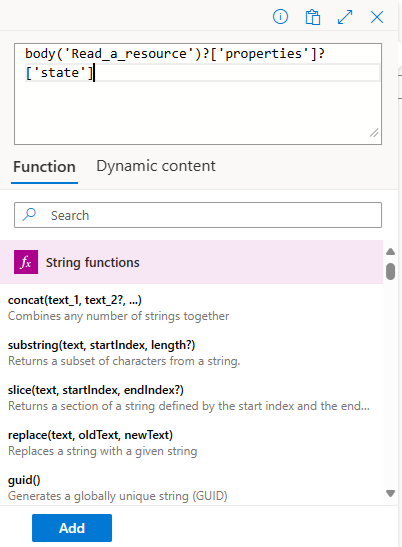 body('Read_a_resource')?['properties']?
['state']
Function
Dynamic content
Search
fx String functions
concat(text_1, text_2?, ...)
Combines any number of strings together
substring(text, startIndex, length?)
Returns a subset of characters from a string.
slice(text, startIndex, endIndex?)
Returns a section of a string defined by the start index and the end...
replace(text, oldText, newText)
Replaces a string with a given string
guid()
Generates a globally unique string (GUID)
Add